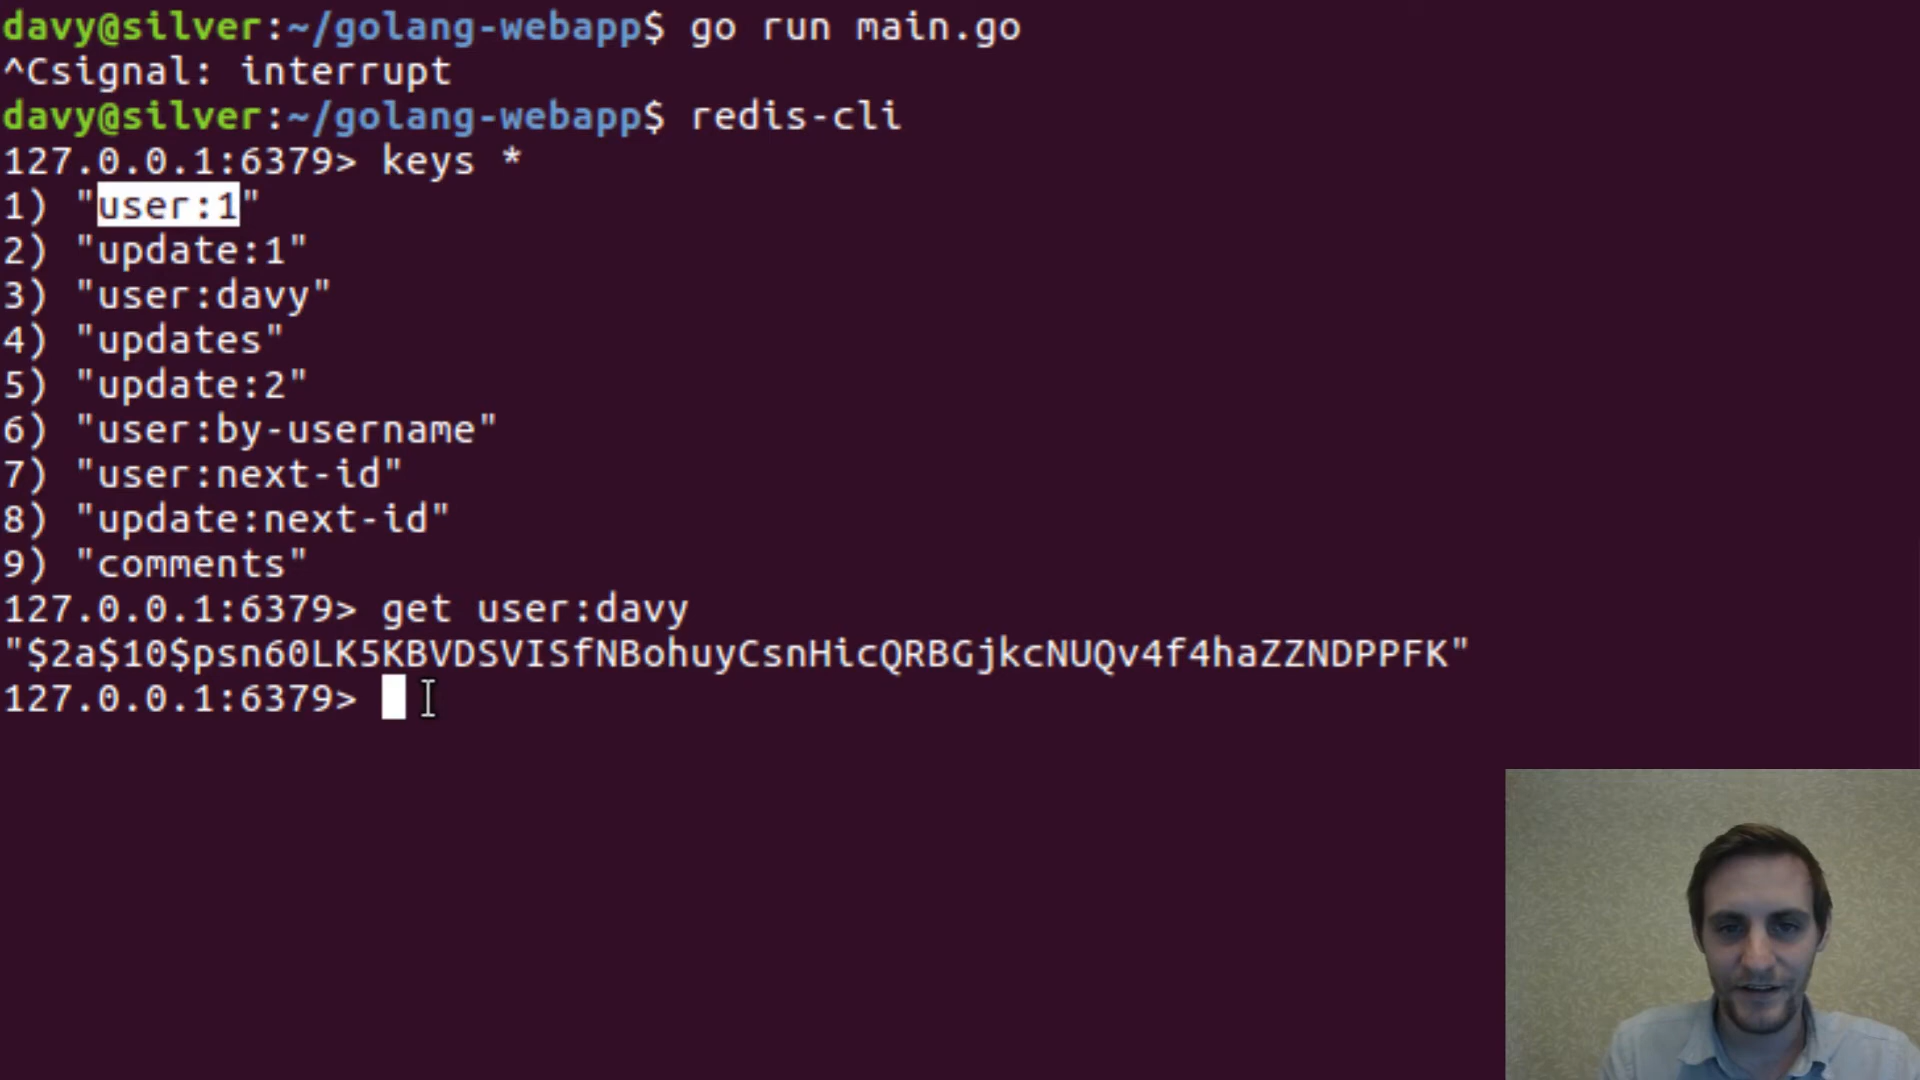 davy@silver:~/golang-webapp$ go run main.go
^Csignal: interrupt
davy@silver:~/golang-webapp$ redis-cli
127.0.0.1:6379> keys *
1) "user:1"
2) "update:1"
3) "user:davy"
4) "updates"
5) "update:2"
6) "user:by-username"
7) "user:next-id"
8) "update:next-id"
9) "comments"
127.0.0.1:6379> get user:davy
"$2a$10$psn60LK5KBVDSVISfNBohuyCsnHicQRBGjkcNUQv4f4haZZNDPPFK"
127.0.0.1:6379>